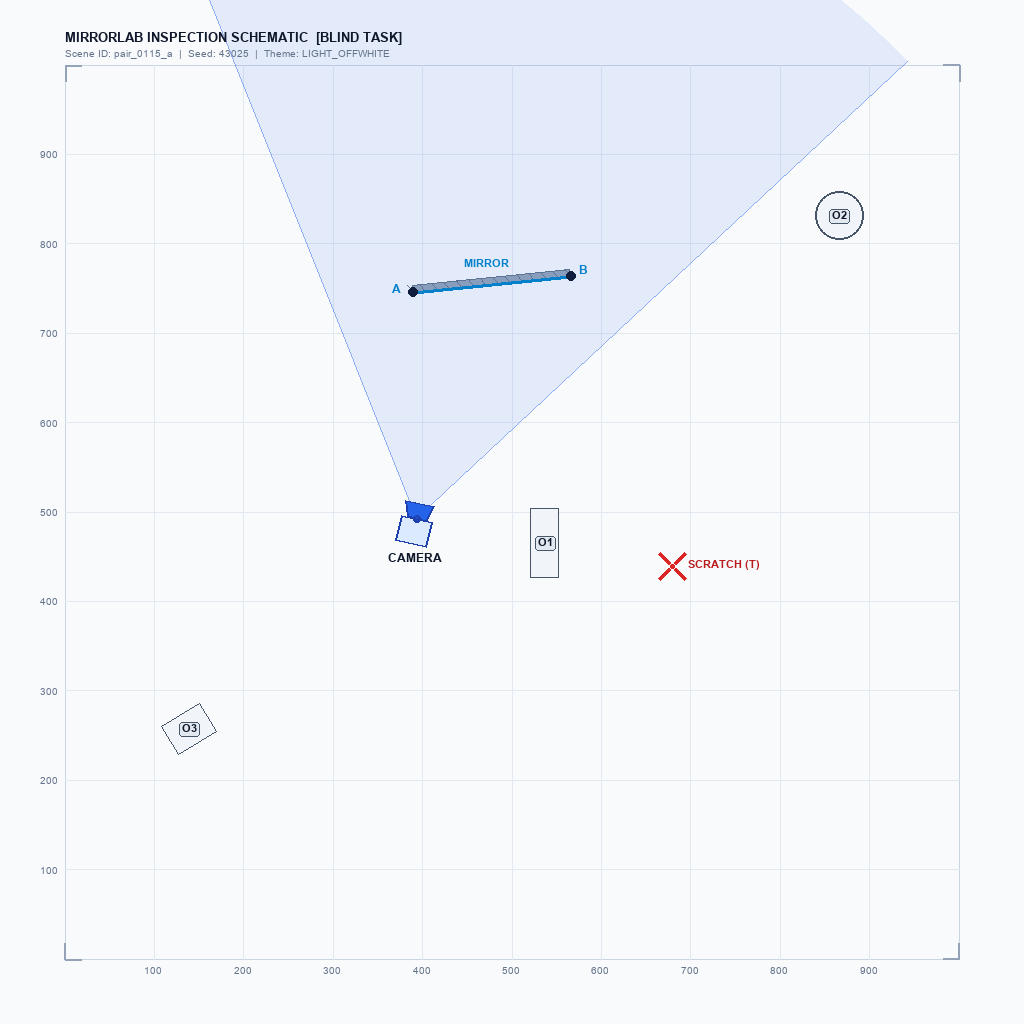 MIRRORLAB INSPECTION SCHEMATIC  [BLIND TASK]
Scene ID: pair_0115_a  |  Seed: 43025  |  Theme: LIGHT_OFFWHITE
900
O2
800
MIRROR
B
A
700
600
500
O1
CAMERA
SCRATCH (T)
400
300
O3
200
100
100 200 300 400 500 600 700 800 900